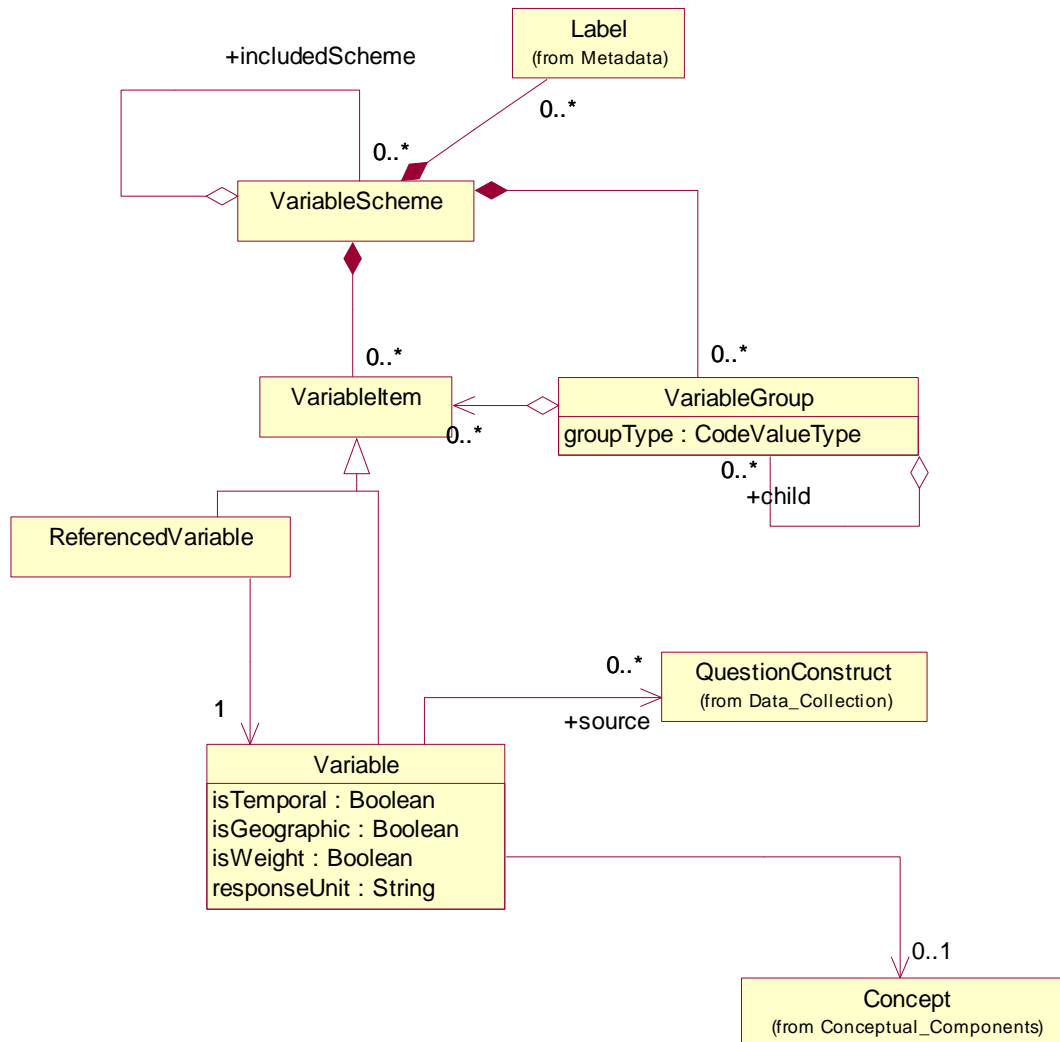 Label
(from Metadata)
+includedScheme
0..*
0..*
VariableScheme
0..*
0..*
VariableItem
VariableGroup
groupType : CodeValueType
0..*
0..*
+child
ReferencedVariable
0..*
QuestionConstruct
(from Data_Collection)
1
+source
Variable
isTemporal : Boolean
isGeographic : Boolean
isWeight : Boolean
responseUnit : String
0..1
Concept
(from Conceptual_Components)